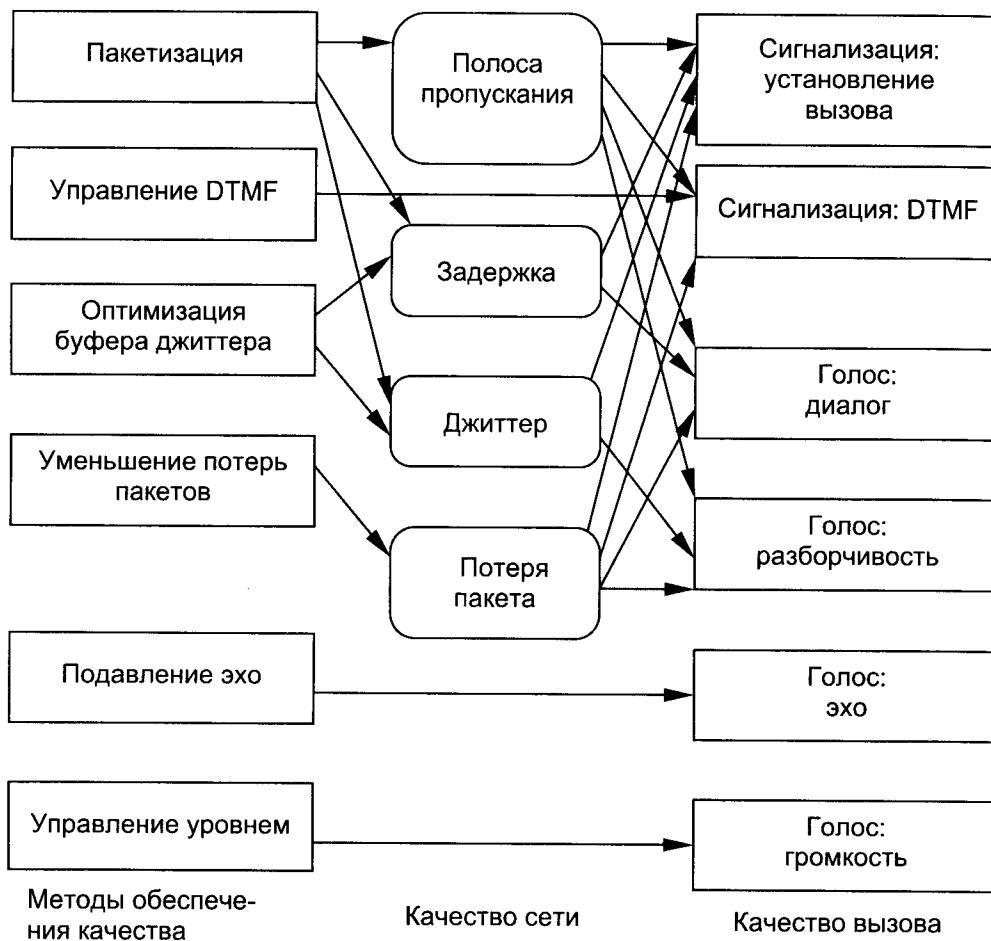 Пакетизация
Управление DTMF
Оптимизация
буфера джиттера
Уменьшение потерь
пакетов
Подавление эхо
Управление уровнем
Методы обеспече-
ния качества
Полоса
пропускания
Задержка
Джиттер
Потеря
пакета
Качество сети
Сигнализация:
установление
вызова
Сигнализация: DTMF
Голос:
диалог
Голос:
разборчивость
Голос:
эхо
Голос:
громкость
Качество вызова